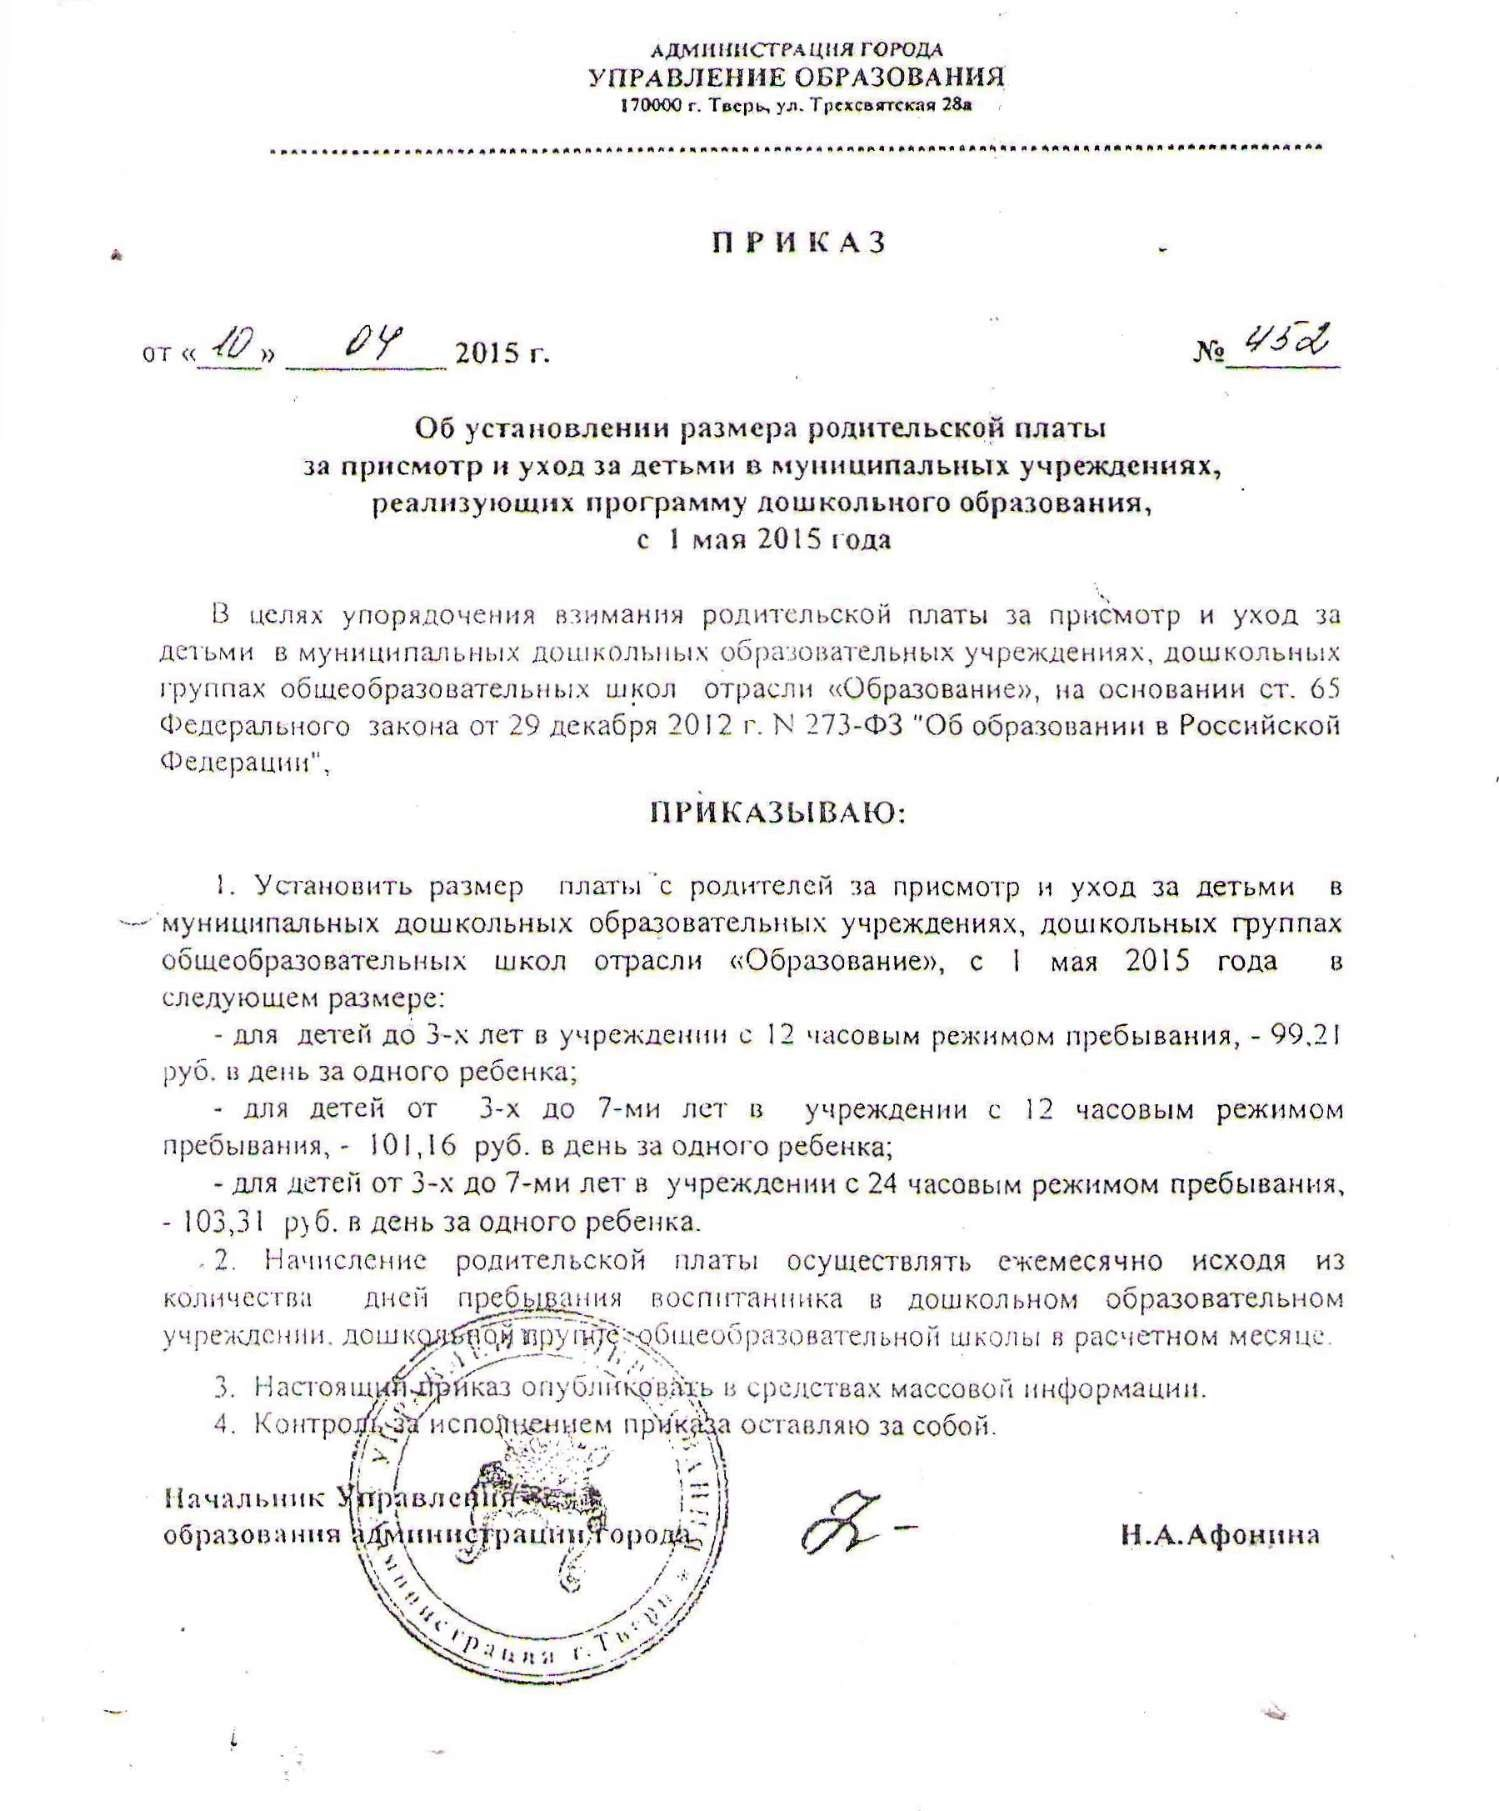 АДМИНИСТРАЦИЯ ГОРОДА
УПРАВЛЕНИЕ ОБРАЗОВАНИЯ
170000 г. Тверь, ул. Трехсвятская 28а
П Р И К А З
от «10» 04 2015 г. № 452
Об установлении размера родительской платы
за присмотр и уход за детьми в муниципальных учреждениях,
реализующих программу дошкольного образования,
с 1 мая 2015 года
В целях упорядочения взимания родительской платы за присмотр и уход за
детьми в муниципальных дошкольных образовательных учреждениях, дошкольных
группах общеобразовательных школ отрасли «Образование», на основании ст. 65
Федерального закона от 29 декабря 2012 г. N 273-ФЗ "Об образовании в Российской
Федерации",
ПРИКАЗЫВАЮ:
1. Установить размер платы с родителей за присмотр и уход за детьми в
муниципальных дошкольных образовательных учреждениях, дошкольных группах
общеобразовательных школ отрасли «Образование», с 1 мая 2015 года в
следующем размере:
- для детей до 3-х лет в учреждении с 12 часовым режимом пребывания, - 99,21
руб. в день за одного ребенка;
- для детей от 3-х до 7-ми лет в учреждении с 12 часовым режимом
пребывания, - 101,16 руб. в день за одного ребенка;
- для детей от 3-х до 7-ми лет в учреждении с 24 часовым режимом пребывания,
- 103,31 руб. в день за одного ребенка.
2. Начисление родительской платы осуществлять ежемесячно исходя из
количества дней пребывания воспитанника в дошкольном образовательном
учреждении, дошкольной группе общеобразовательной школы в расчетном месяце.
3. Настоящий приказ опубликовать в средствах массовой информации.
4. Контроль за исполнением приказа оставляю за собой.
Начальник Управления
образования администрации города Н.А.Афонина
Администрация г.Твери *